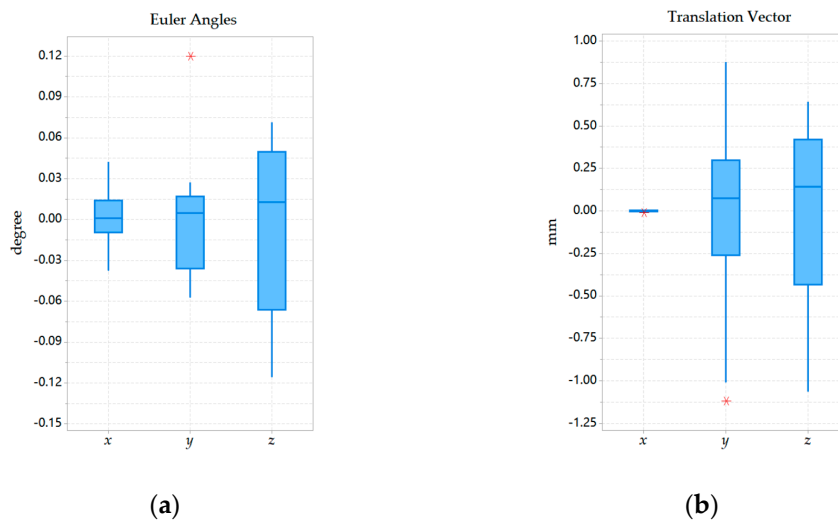 Euler Angles
0.12
0.09
0.06
0.03
0.00
-0.03
-0.06
-0.09
-0.12
-0.15
degree
x y z
(a)
Translation Vector
1.00
0.75
0.50
0.25
0.00
-0.25
-0.50
-0.75
-1.00
-1.25
mm
x y z
(b)